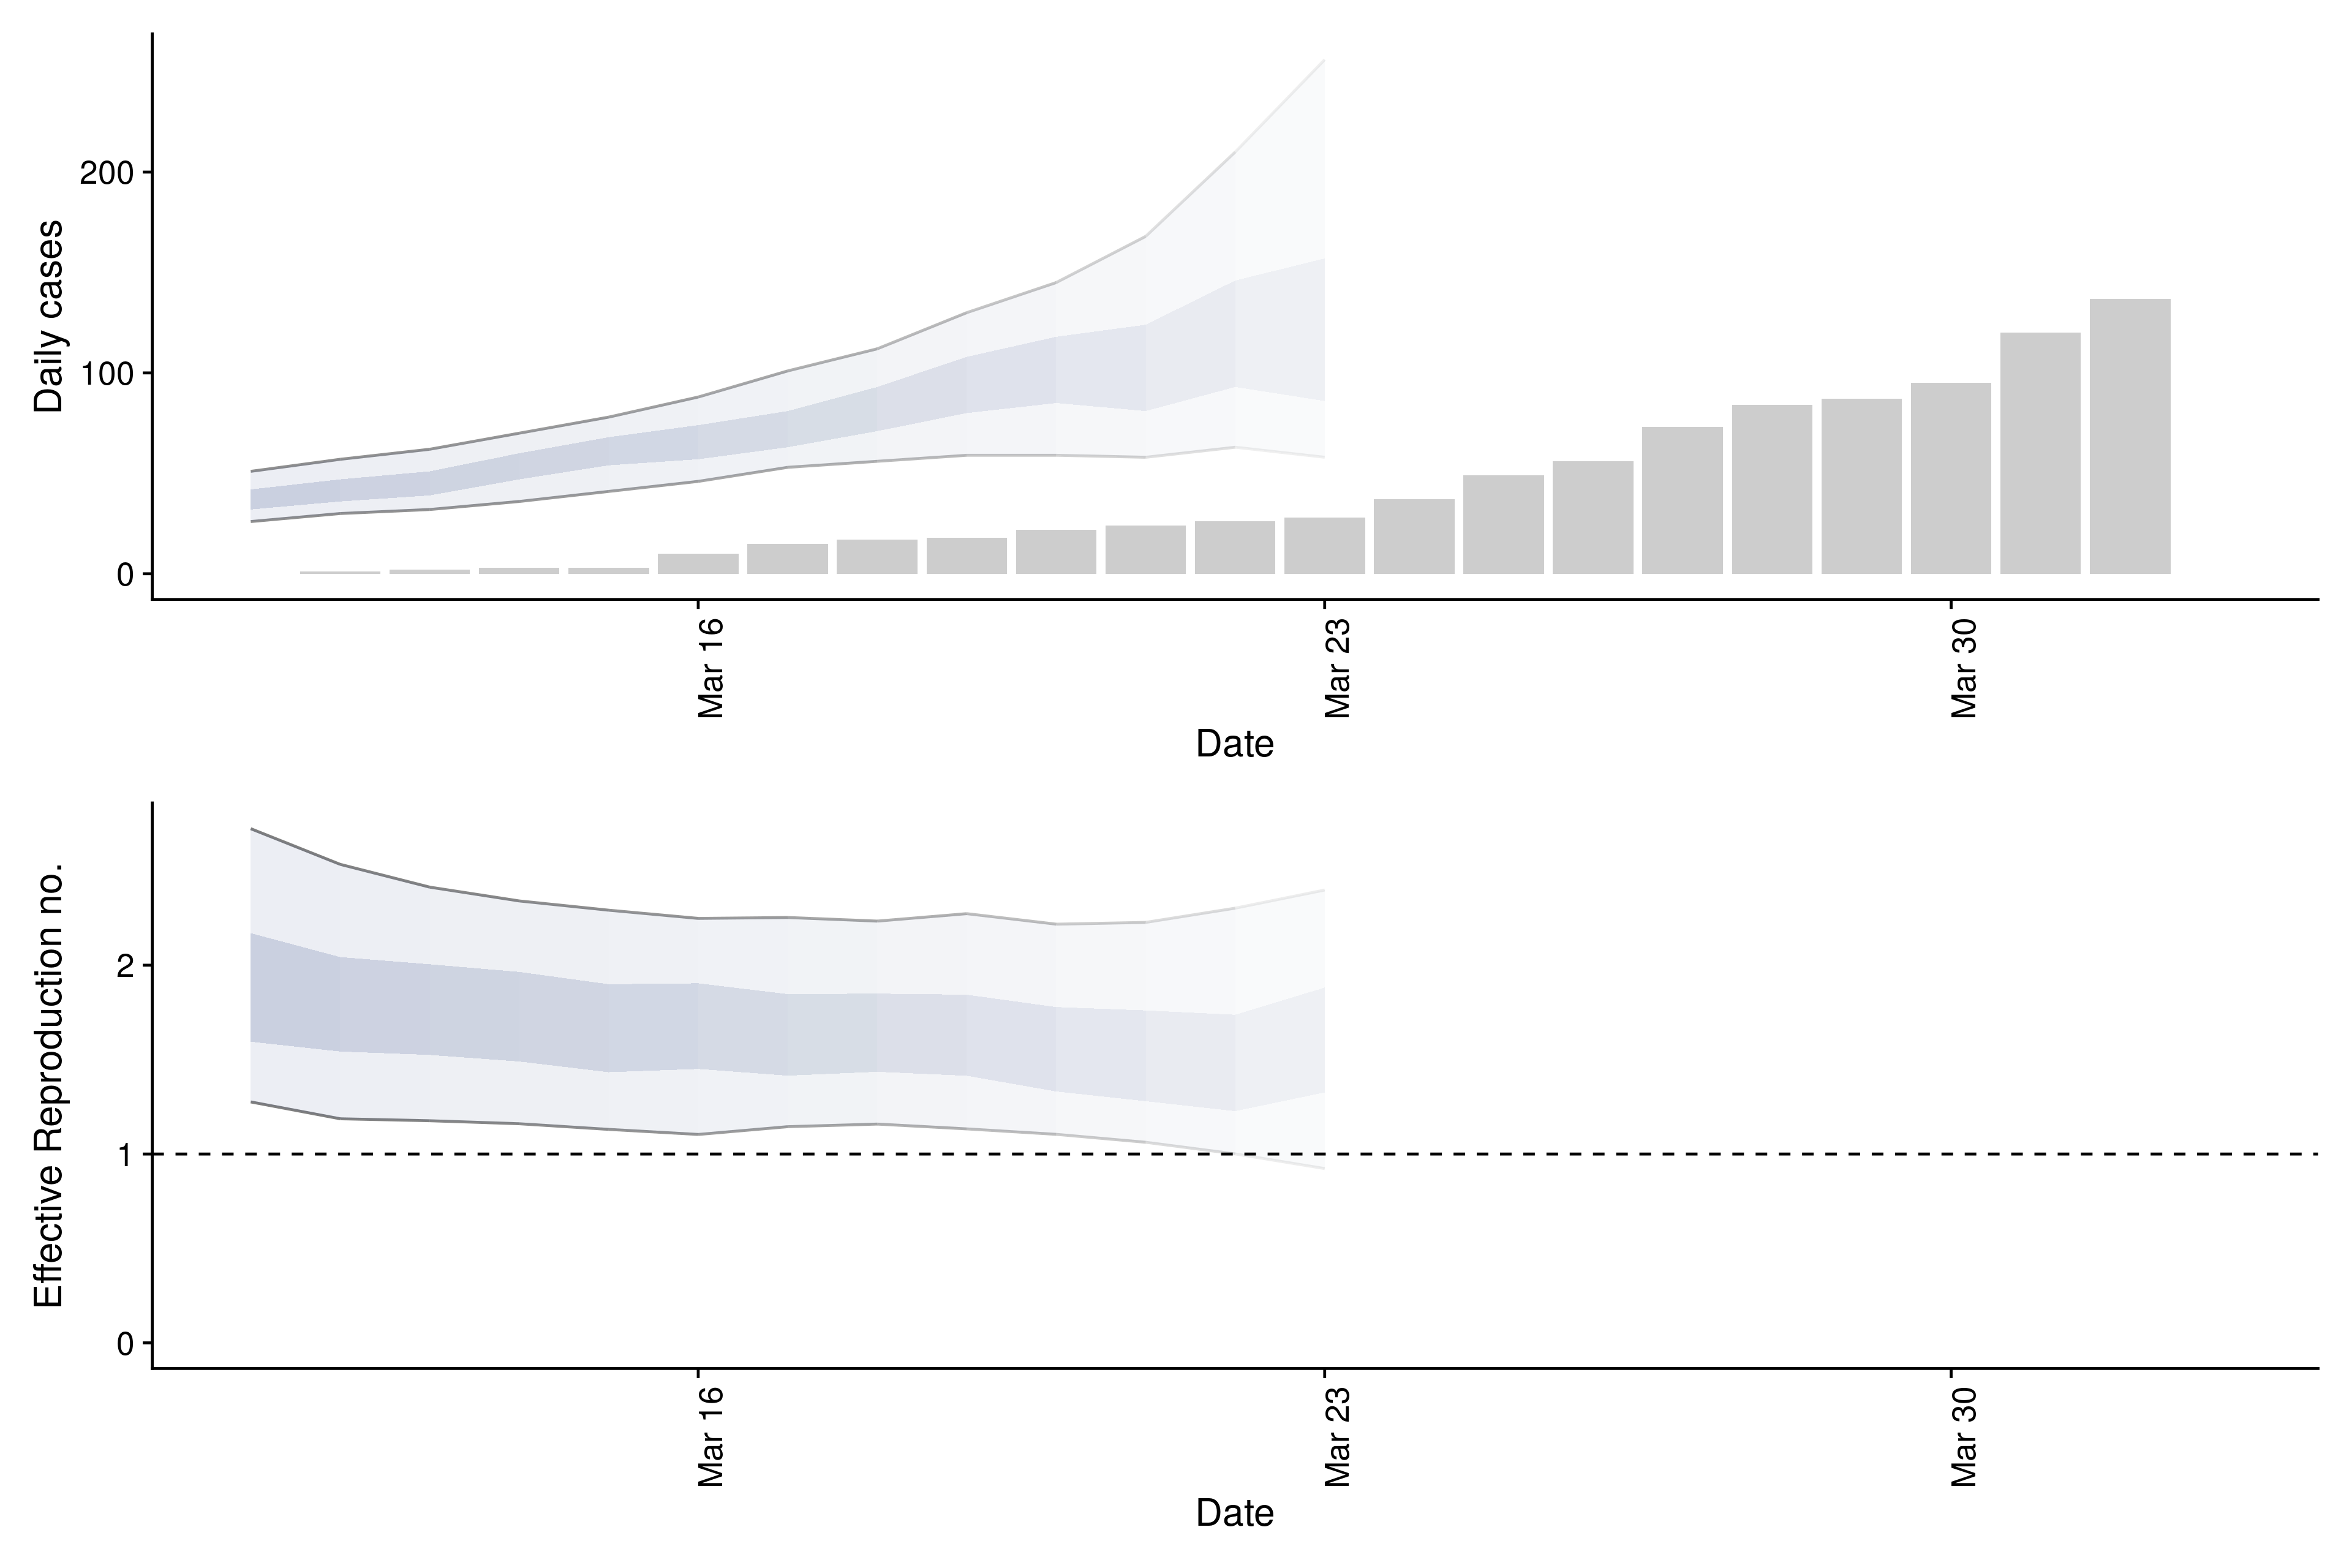 Daily cases
200
100
0
Mar 16
Mar 23
Mar 30
Date
Effective Reproduction no.
2
1
0
Mar 16
Mar 23
Mar 30
Date